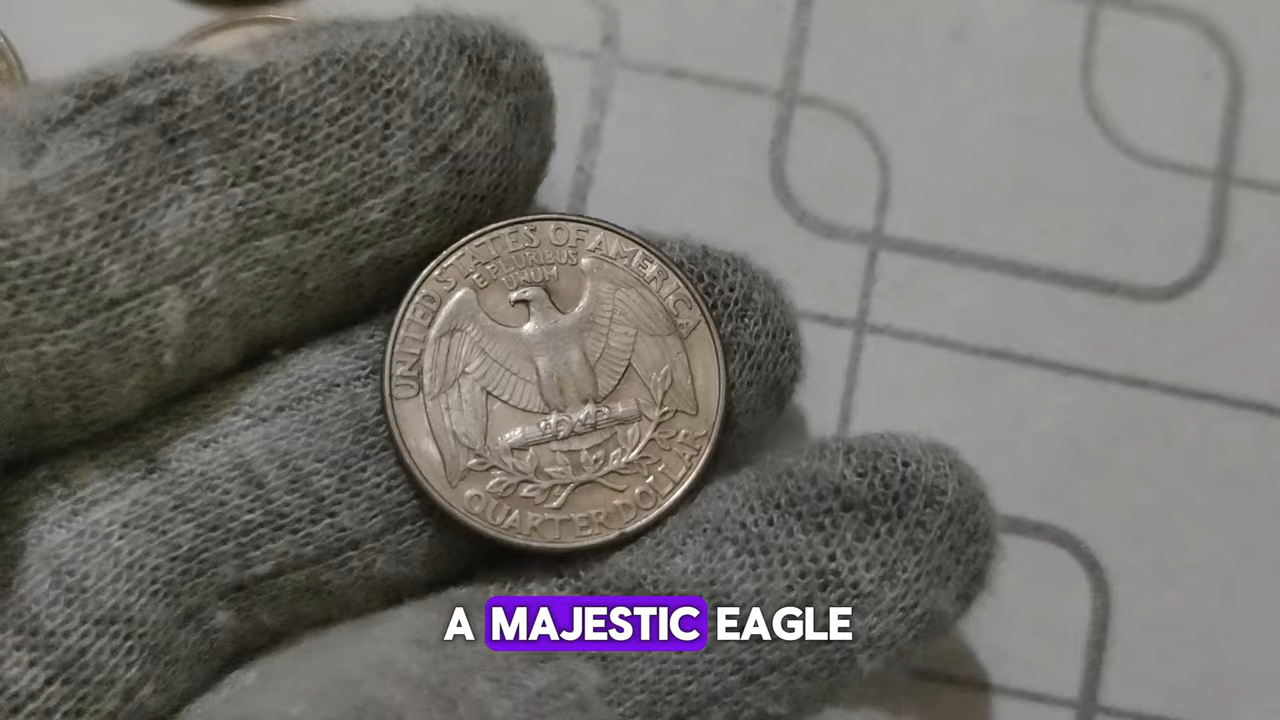 UNITED STATES OF AMERICA
E PLURIBUS
UNUM
QUARTER DOLLAR
A MAJESTIC EAGLE